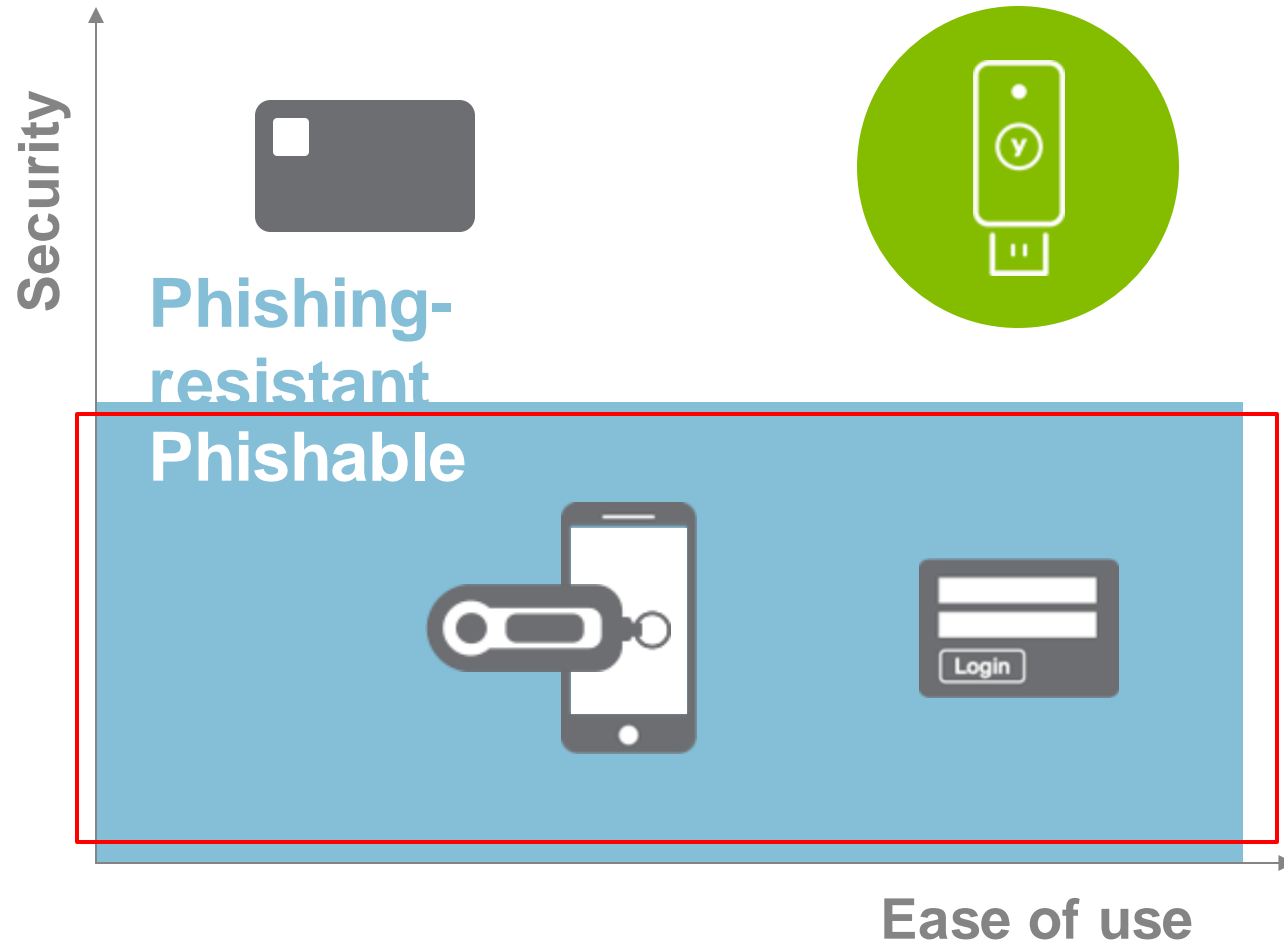 Security
y
Phishing-
resistant
Phishable
Login
Ease of use